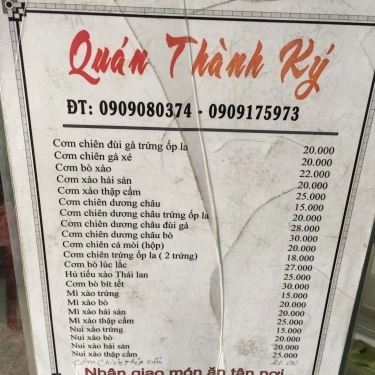 Quán Thành Ký
ĐT: 0909080374 - 0909175973
Cơm chiên đùi gà trứng ốp la 20.000
Cơm chiên gà xé 20.000
Cơm bò xào 22.000
Cơm xào hải sản 20.000
Cơm xào thập cẩm 25.000
Cơm chiên dương châu 15.000
Cơm chiên dương châu trứng ốp la 20.000
Cơm chiên dương châu đùi gà 28.000
Cơm chiên dương châu bò 30.000
Cơm chiên cá mòi (hộp) 20.000
Cơm chiên trứng ốp la ( 2 trứng) 18.000
Cơm bò lúc lắc 27.000
Hủ tiếu xào Thái lan 25.000
Cơm bò bít tết 30.000
Mì xào trứng 15.000
Mì xào bò 20.000
Mì xào hải sản 20.000
Mì xào thập cẩm 25.000
Nui xào trứng 15.000
Nui xào bò 20.000
Nui xào hải sản 20.000
Nui xào thập cẩm 25.000
Cơm chiên thập cẩm 20.000
Nhận giao món ăn tận nơi